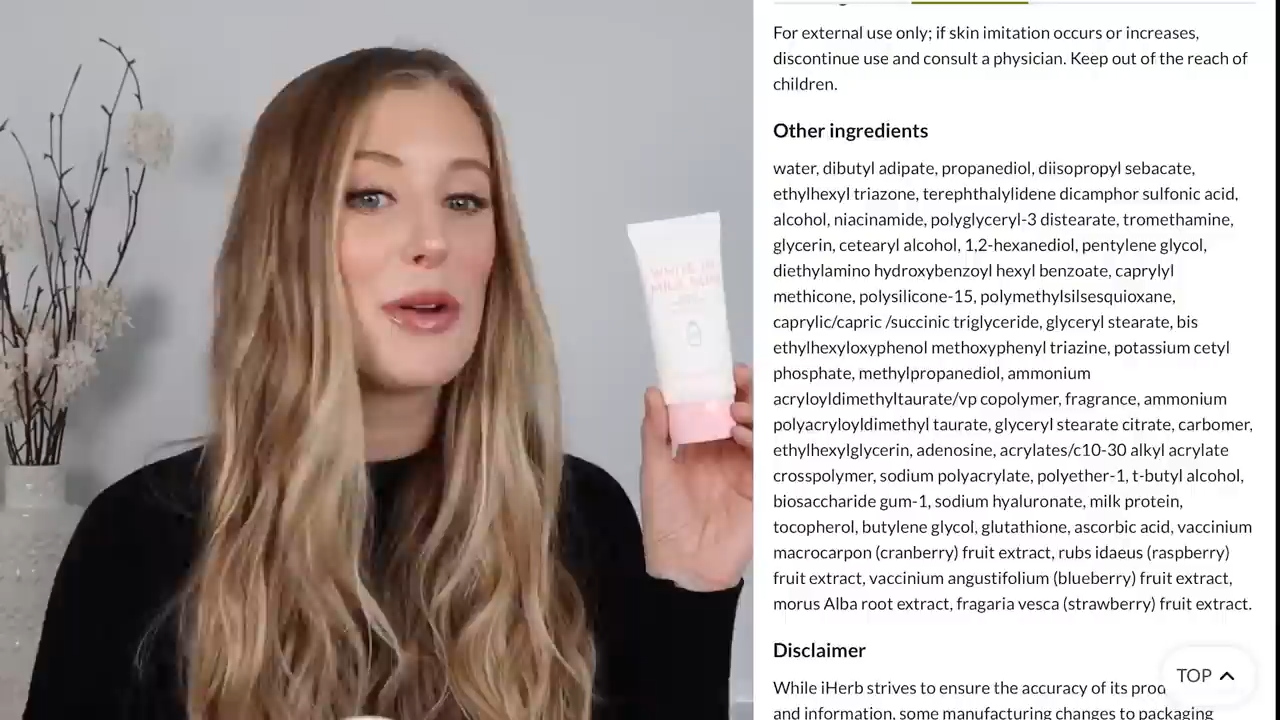 WHITE IN
MILK SUN
For external use only; if skin imitation occurs or increases,
discontinue use and consult a physician. Keep out of the reach of
children.
Other ingredients
water, dibutyl adipate, propanediol, diisopropyl sebacate,
ethylhexyl triazone, terephthalylidene dicamphor sulfonic acid,
alcohol, niacinamide, polyglyceryl-3 distearate, tromethamine,
glycerin, cetearyl alcohol, 1,2-hexanediol, pentylene glycol,
diethylamino hydroxybenzoyl hexyl benzoate, caprylyl
methicone, polysilicone-15, polymethylsilsesquioxane,
caprylic/capric /succinic triglyceride, glyceryl stearate, bis
ethylhexyloxyphenol methoxyphenyl triazine, potassium cetyl
phosphate, methylpropanediol, ammonium
acryloyldimethyltaurate/vp copolymer, fragrance, ammonium
polyacryloyldimethyl taurate, glyceryl stearate citrate, carbomer,
ethylhexylglycerin, adenosine, acrylates/c10-30 alkyl acrylate
crosspolymer, sodium polyacrylate, polyether-1, t-butyl alcohol,
biosaccharide gum-1, sodium hyaluronate, milk protein,
tocopherol, butylene glycol, glutathione, ascorbic acid, vaccinium
macrocarpon (cranberry) fruit extract, rubs idaeus (raspberry)
fruit extract, vaccinium angustifolium (blueberry) fruit extract,
morus Alba root extract, fragaria vesca (strawberry) fruit extract.
Disclaimer
TOP
While iHerb strives to ensure the accuracy of its prod
and information, some manufacturing changes to packaging